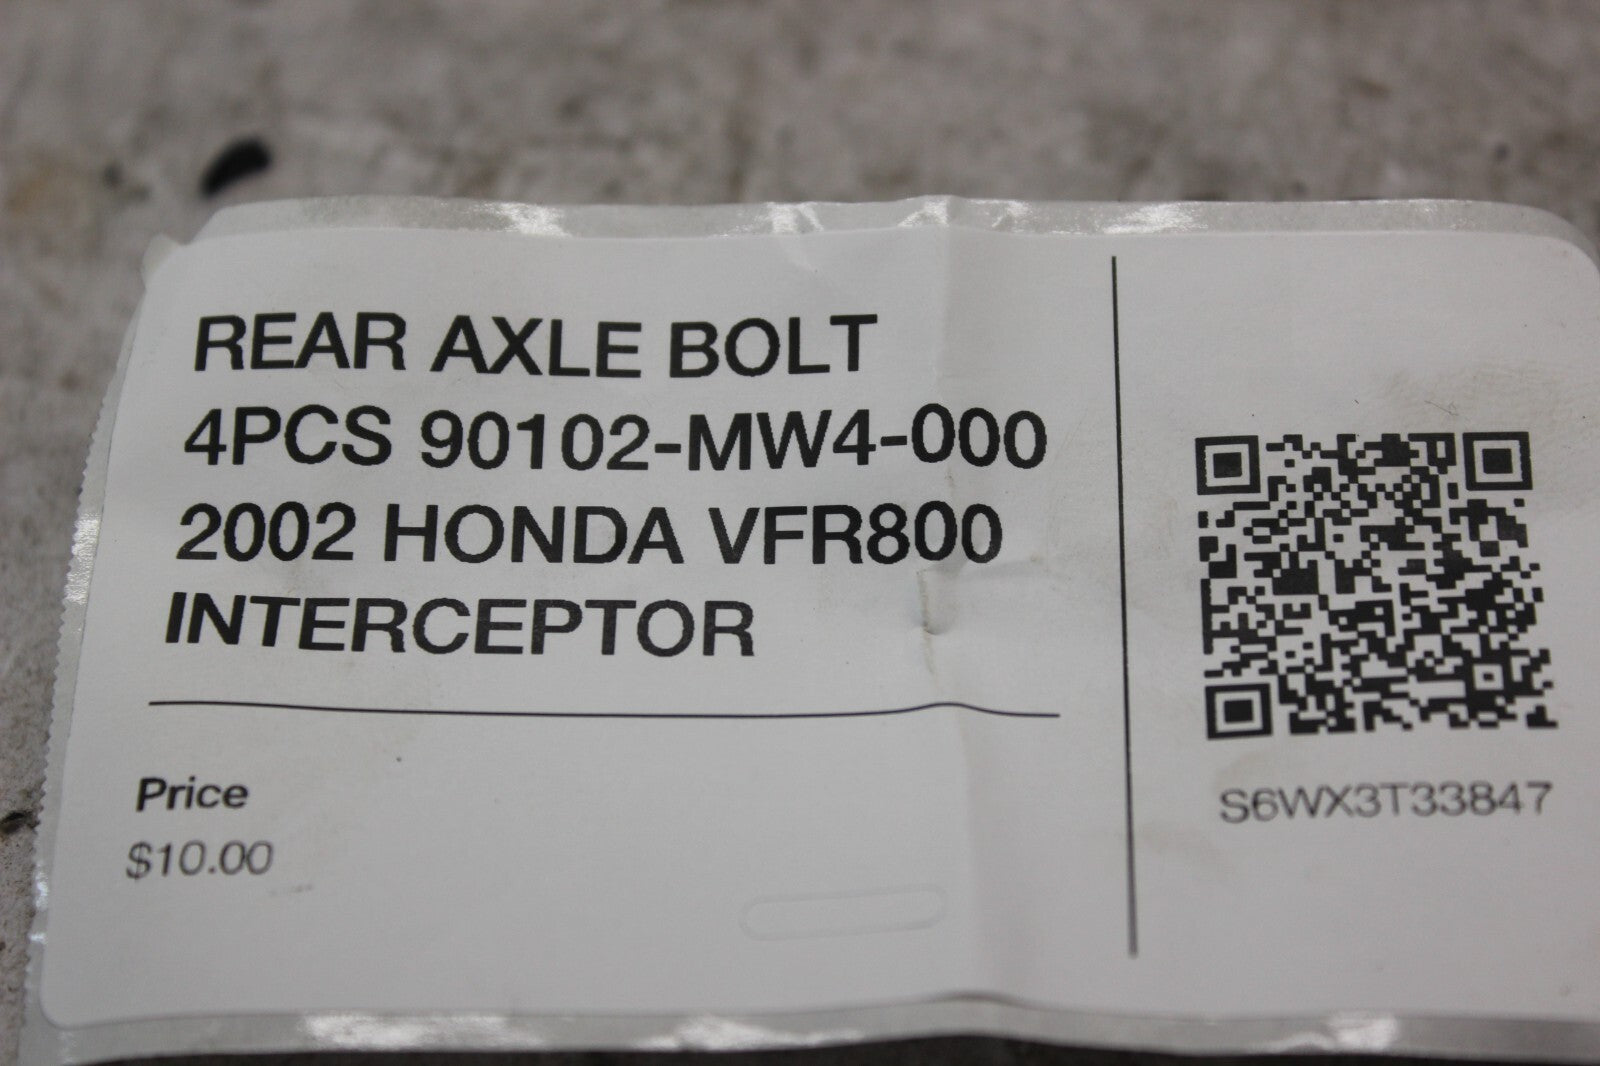 REAR AXLE BOLT
4PCS 90102-MW4-000
2002 HONDA VFR800
INTERCEPTOR
Price
$10.00
S6WX3T33847